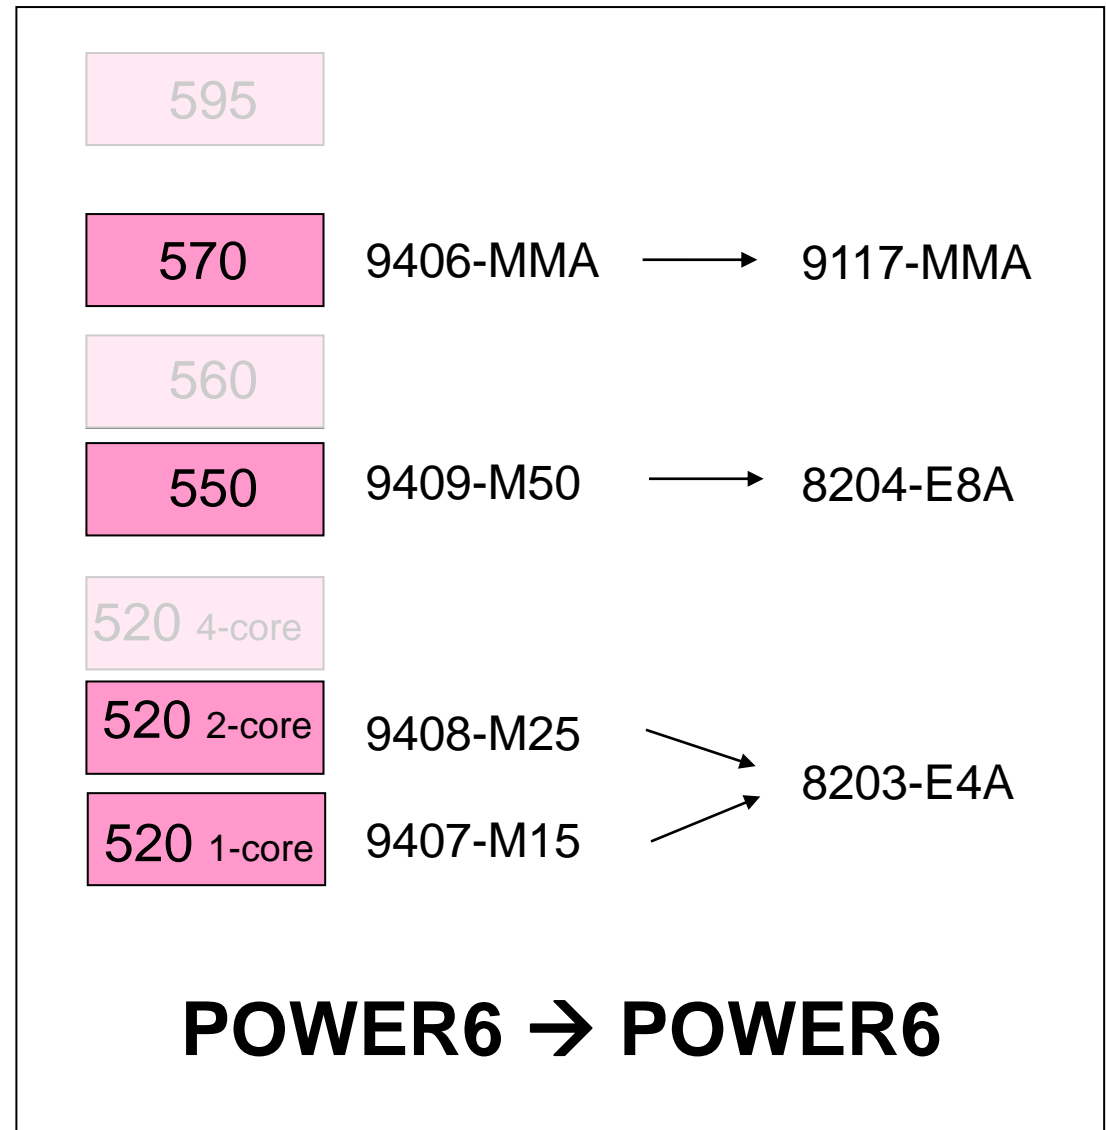 595
570 9406-MMA 9117-MMA
560
550 9409-M50 8204-E8A
520 4-core
520 2-core 9408-M25
8203-E4A
520 1-core 9407-M15
POWER6 → POWER6